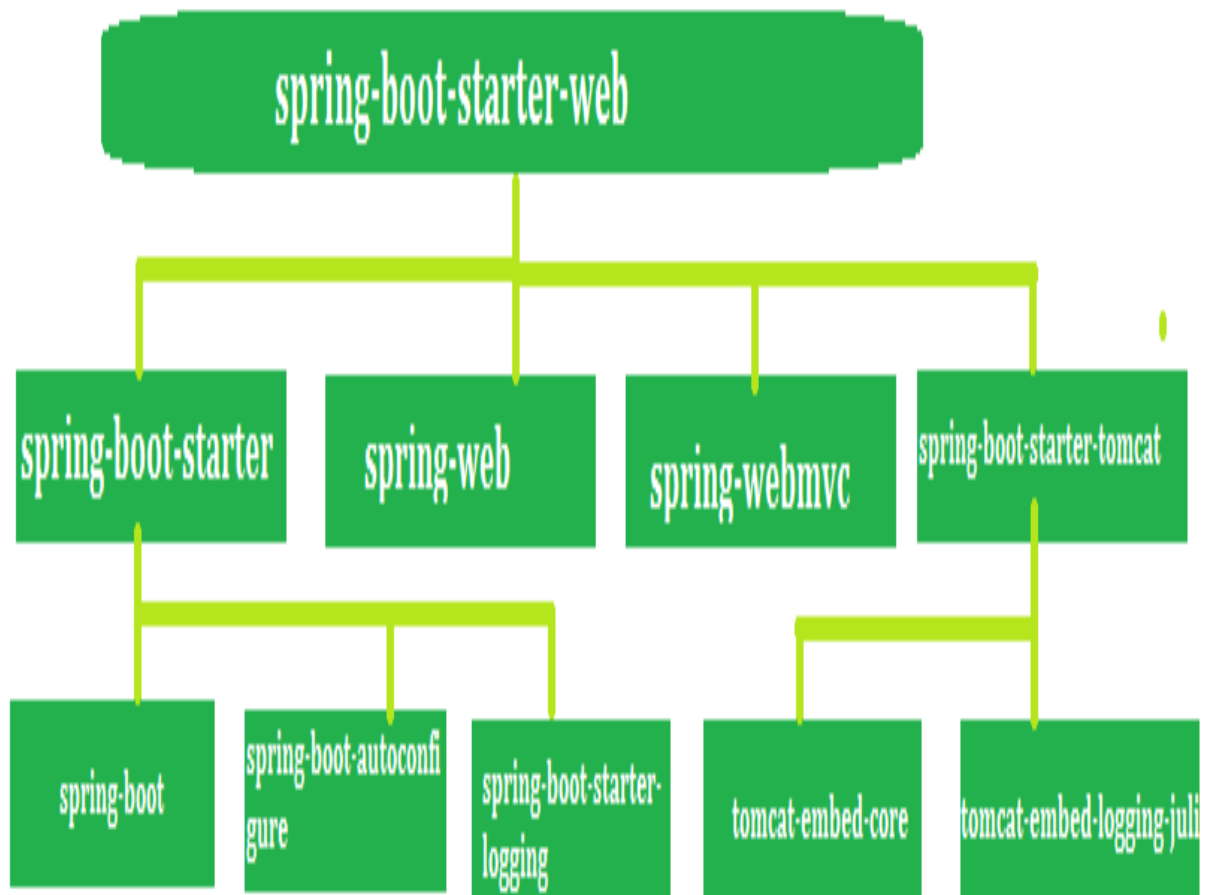 spring-boot-starter-web
spring-boot-starter
spring-web
spring-webmvc
spring-boot-starter-tomcat
spring-boot
spring-boot-autoconfi
gure
spring-boot-starter-
logging
tomcat-embed-core
tomcat-embed-logging-juli